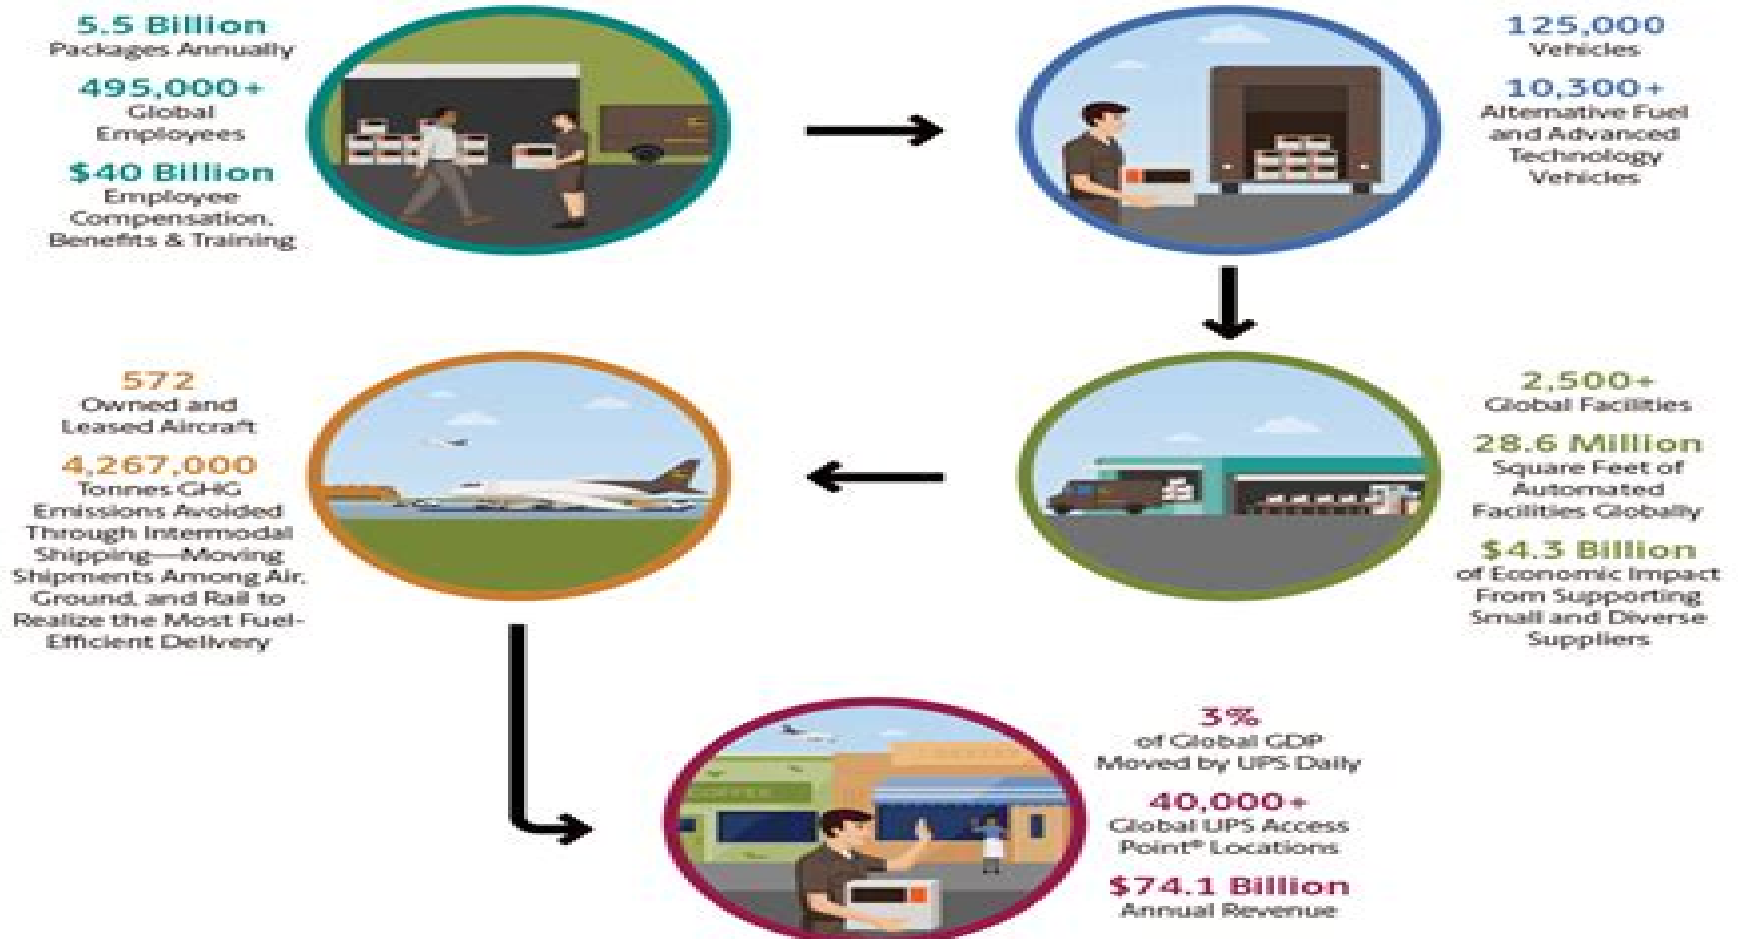 5.5 Billion
Packages Annually
495,000+
Global
Employees
$40 Billion
Employee
Compensation,
Benefits & Training
125,000
Vehicles
10,300+
Alternative Fuel
and Advanced
Technology
Vehicles
2,500+
Global Facilities
28.6 Million
Square Feet of
Automated
Facilities Globally
$4.3 Billion
of Economic Impact
From Supporting
Small and Diverse
Suppliers
572
Owned and
Leased Aircraft
4,267,000
Tonnes GHG
Emissions Avoided
Through Intermodal
Shipping—Moving
Shipments Among Air,
Ground, and Rail to
Realize the Most Fuel-
Efficient Delivery
COFFEE
3%
of Global GDP
Moved by UPS Daily
40,000+
Global UPS Access
Point® Locations
$74.1 Billion
Annual Revenue